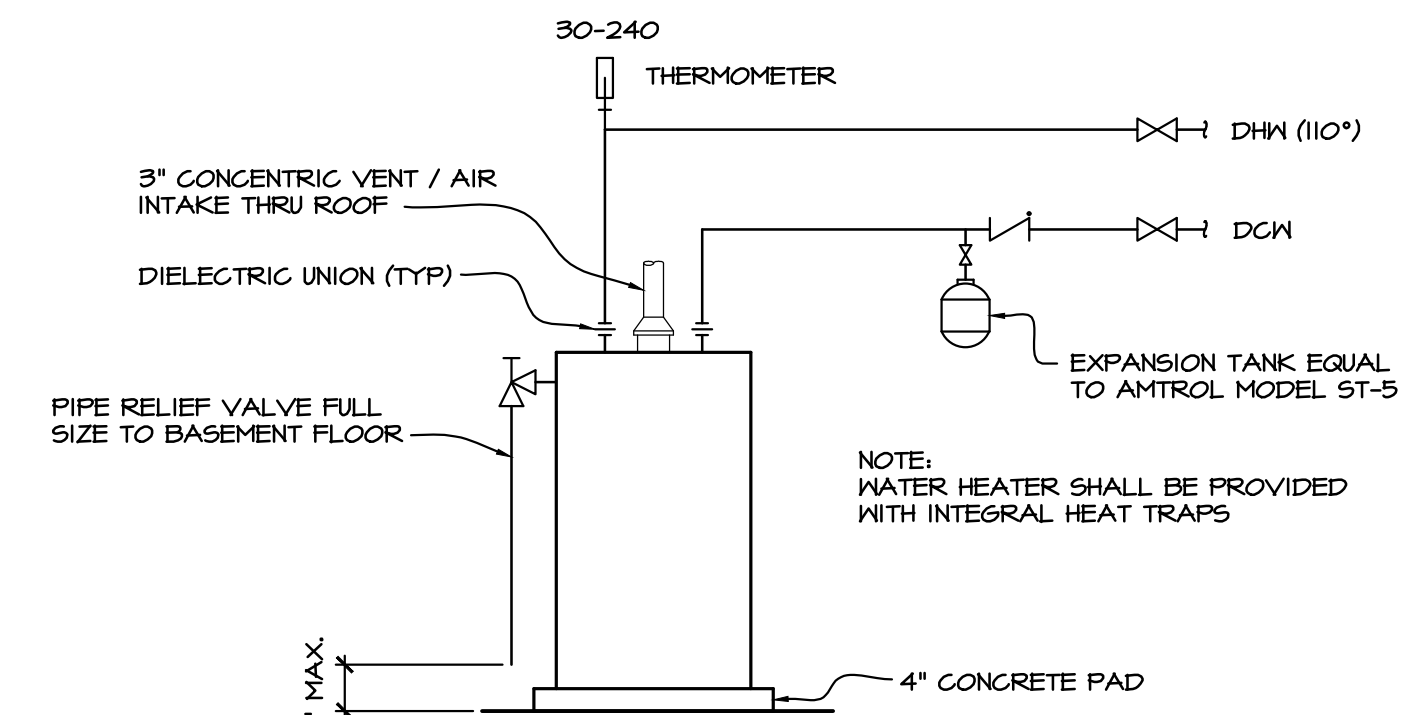 30-240
THERMOMETER
DHW (110°)
3" CONCENTRIC VENT / AIR
INTAKE THRU ROOF
DCW
DIELECTRIC UNION (TYP)
EXPANSION TANK EQUAL
TO AMTROL MODEL ST-5
PIPE RELIEF VALVE FULL
SIZE TO BASEMENT FLOOR
NOTE:
WATER HEATER SHALL BE PROVIDED
WITH INTEGRAL HEAT TRAPS
" MAX.
4" CONCRETE PAD